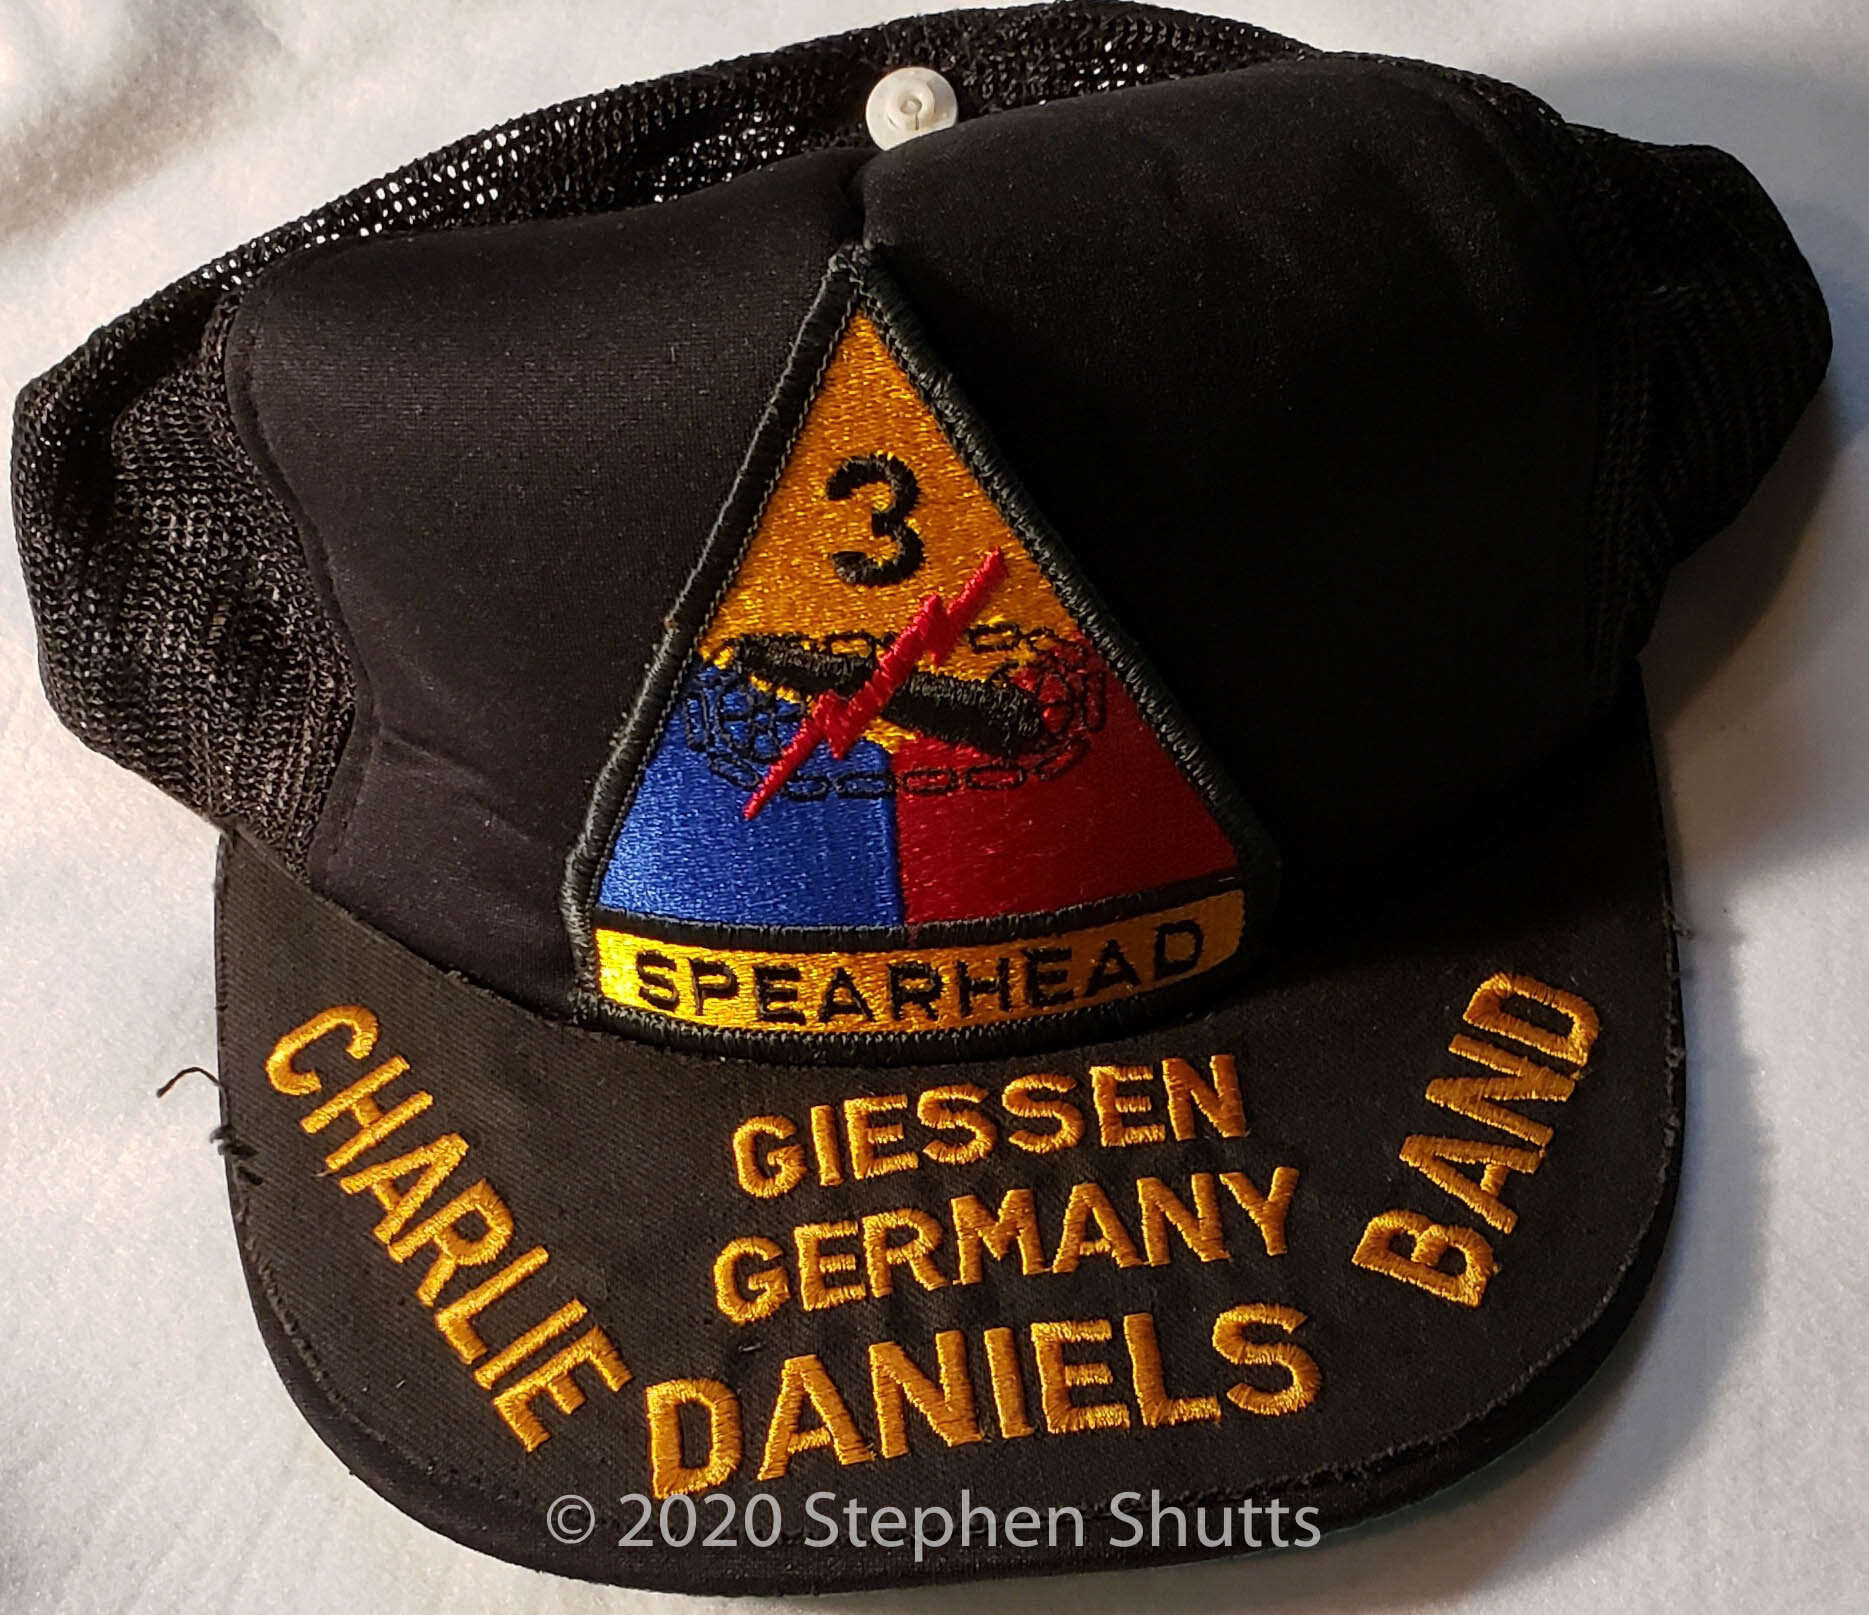 3
SPEARHEAD
GIESSEN
GERMANY
CHARLIE DANIELS BAND
© 2020 Stephen Shutts